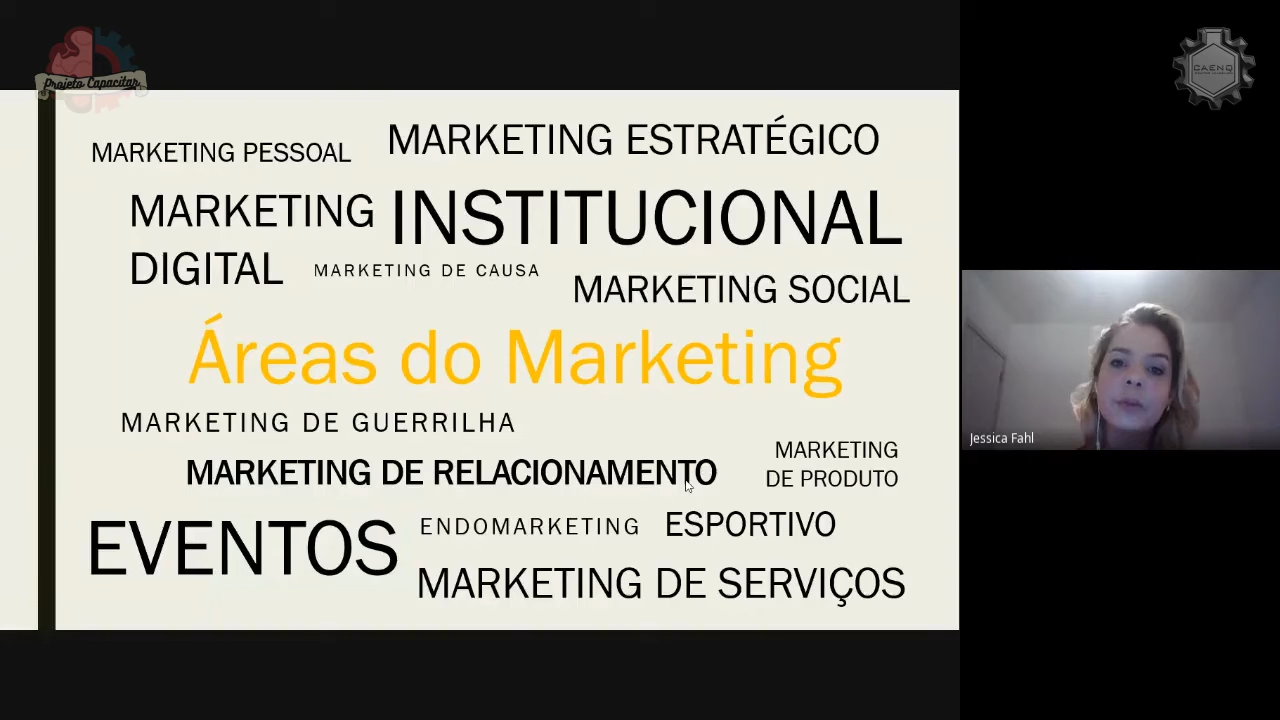 Projeto Capacitar
CAENQ
MARKETING PESSOAL
MARKETING ESTRATÉGICO
MARKETING
DIGITAL
INSTITUCIONAL
MARKETING DE CAUSA
MARKETING SOCIAL
Áreas do Marketing
MARKETING DE GUERRILHA
MARKETING DE RELACIONAMENTO
MARKETING
DE PRODUTO
EVENTOS
ENDOMARKETING
ESPORTIVO
MARKETING DE SERVIÇOS
Jessica Fahl